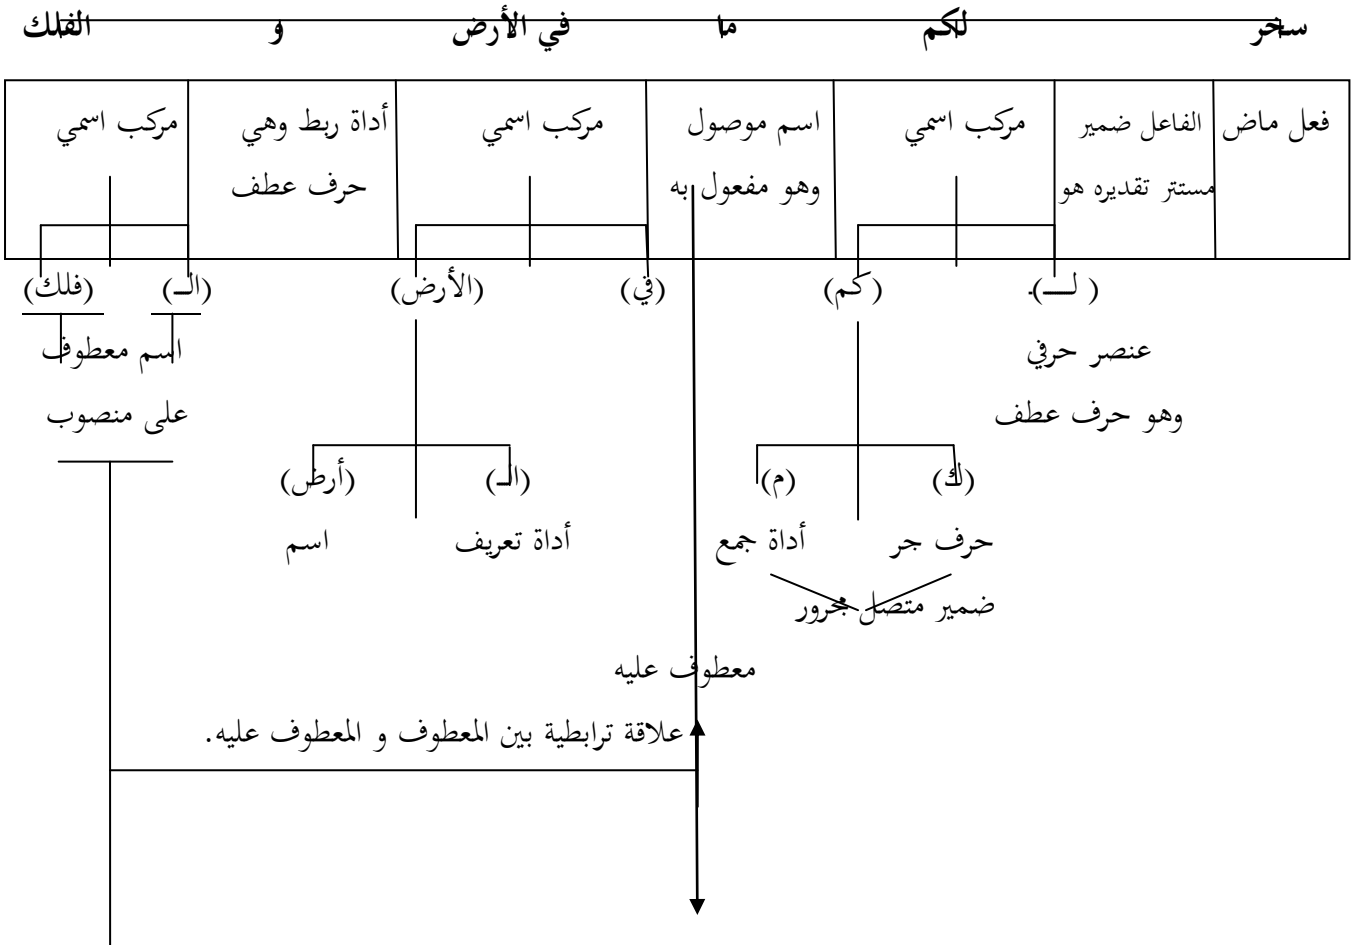 سخر لكم ما في الأرض و الفلك
فعل ماض الفاعل ضمير مركب اسمي اسم موصول مركب اسمي أداة ربط وهي مركب اسمي
مستتر تقديره هو وهو مفعول به حرف عطف
( لــ). (كم) (في) (الأرض) (الـ) (فلك)
عنصر حرفي اسم معطوف
وهو حرف عطف على منصوب
(ك) (م) (الـ) (أرض)
حرف جر أداة جمع أداة تعريف اسم
ضمير متصل مجرور
معطوف عليه
علاقة ترابطية بين المعطوف و المعطوف عليه.